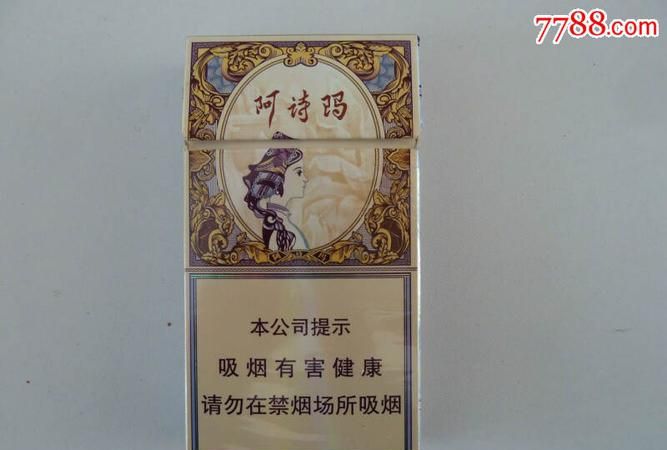 7788.com
阿诗玛
本公司提示
吸烟有害健康
请勿在禁烟场所吸烟